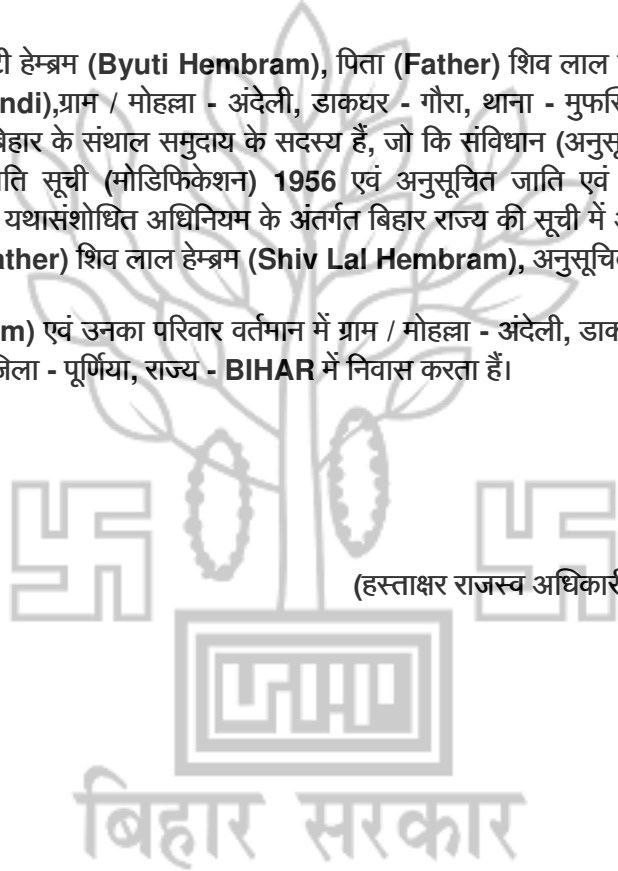 टी हेम्ब्रम (Byuti Hembram), पिता (Father) शिव लाल
ndi),ग्राम / मोहल्ला - अंदेली, डाकघर - गौरा, थाना - मुफस्
बिहार के संथाल समुदाय के सदस्य हैं, जो कि संविधान (अनुसू
ाति सूची (मोडिफिकेशन) 1956 एवं अनुसूचित जाति एवं
यथासंशोधित अधिनियम के अंतर्गत बिहार राज्य की सूची में
ather) शिव लाल हेम्ब्रम (Shiv Lal Hembram), अनुसूचि
m) एवं उनका परिवार वर्तमान में ग्राम / मोहल्ला - अंदेली, डाक
जिला - पूर्णिया, राज्य - BIHAR में निवास करता हैं।
(हस्ताक्षर राजस्व अधिकारी
बिहार सरकार